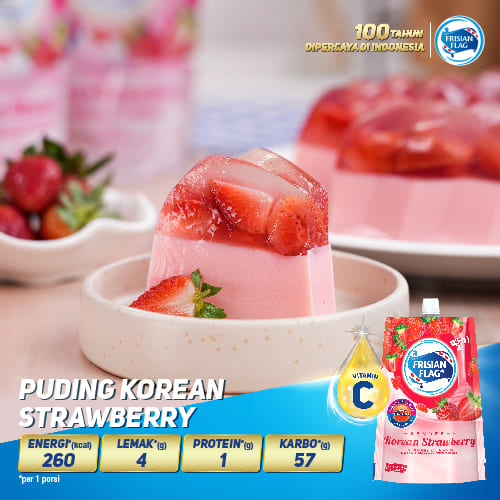 100 TAHUN
DIPERCAYA DI INDONESIA
FRISIAN
FLAG
PUDING KOREAN
STRAWBERRY
VITAMIN
C
FRISIAN
FLAG
Korean Strawberry
ENERGI*(kcal)
260
LEMAK*(g)
4
PROTEIN*(g)
1
KARBO*(g)
57
*per 1 porsi